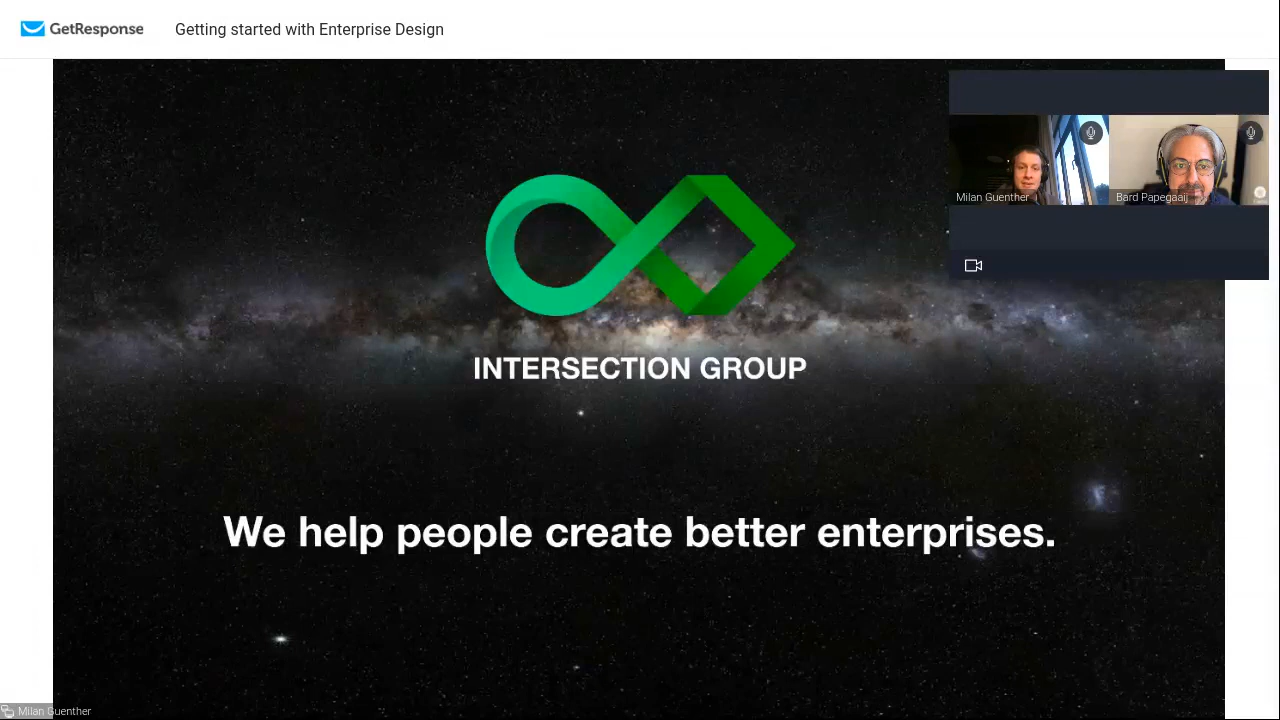 GetResponse
Getting started with Enterprise Design
Milan Guenther
Bard Papegaaij
INTERSECTION GROUP
We help people create better enterprises.
Milan Guenther